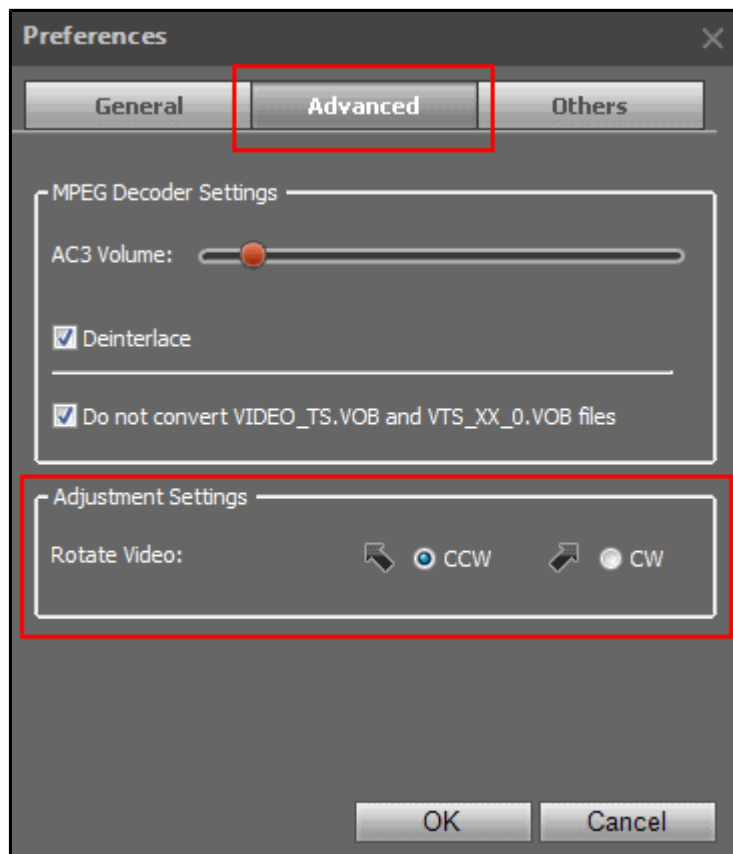 Preferences
General Advanced Others
MPEG Decoder Settings
AC3 Volume:
Deinterlace
Do not convert VIDEO_TS.VOB and VTS_XX_0.VOB files
Adjustment Settings
Rotate Video: CCW CW
OK Cancel